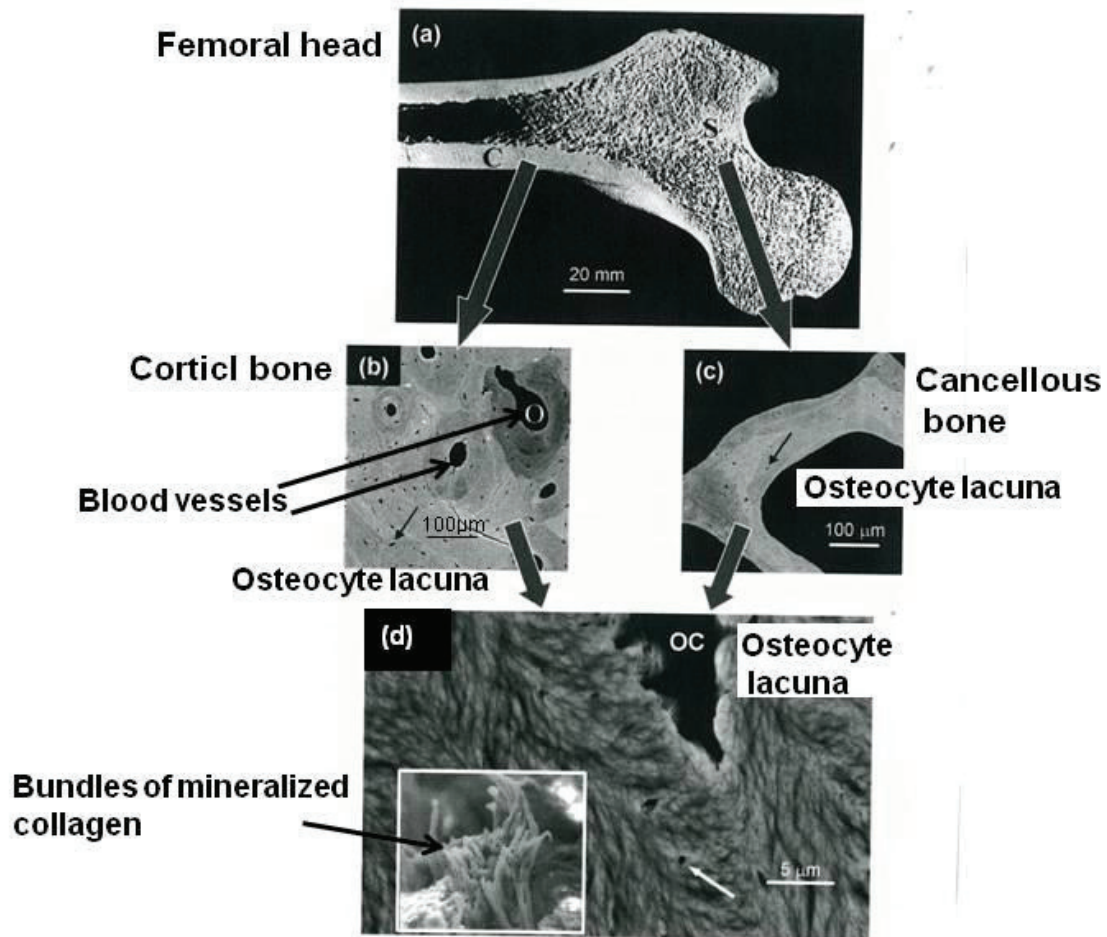 Femoral head
(a)
S
C
20 mm
Corticl bone
(b)
O
Blood vessels
100µm
Osteocyte lacuna
(c)
Cancellous
bone
Osteocyte lacuna
100 µm
(d)
OC
Osteocyte
lacuna
Bundles of mineralized
collagen
5 µm